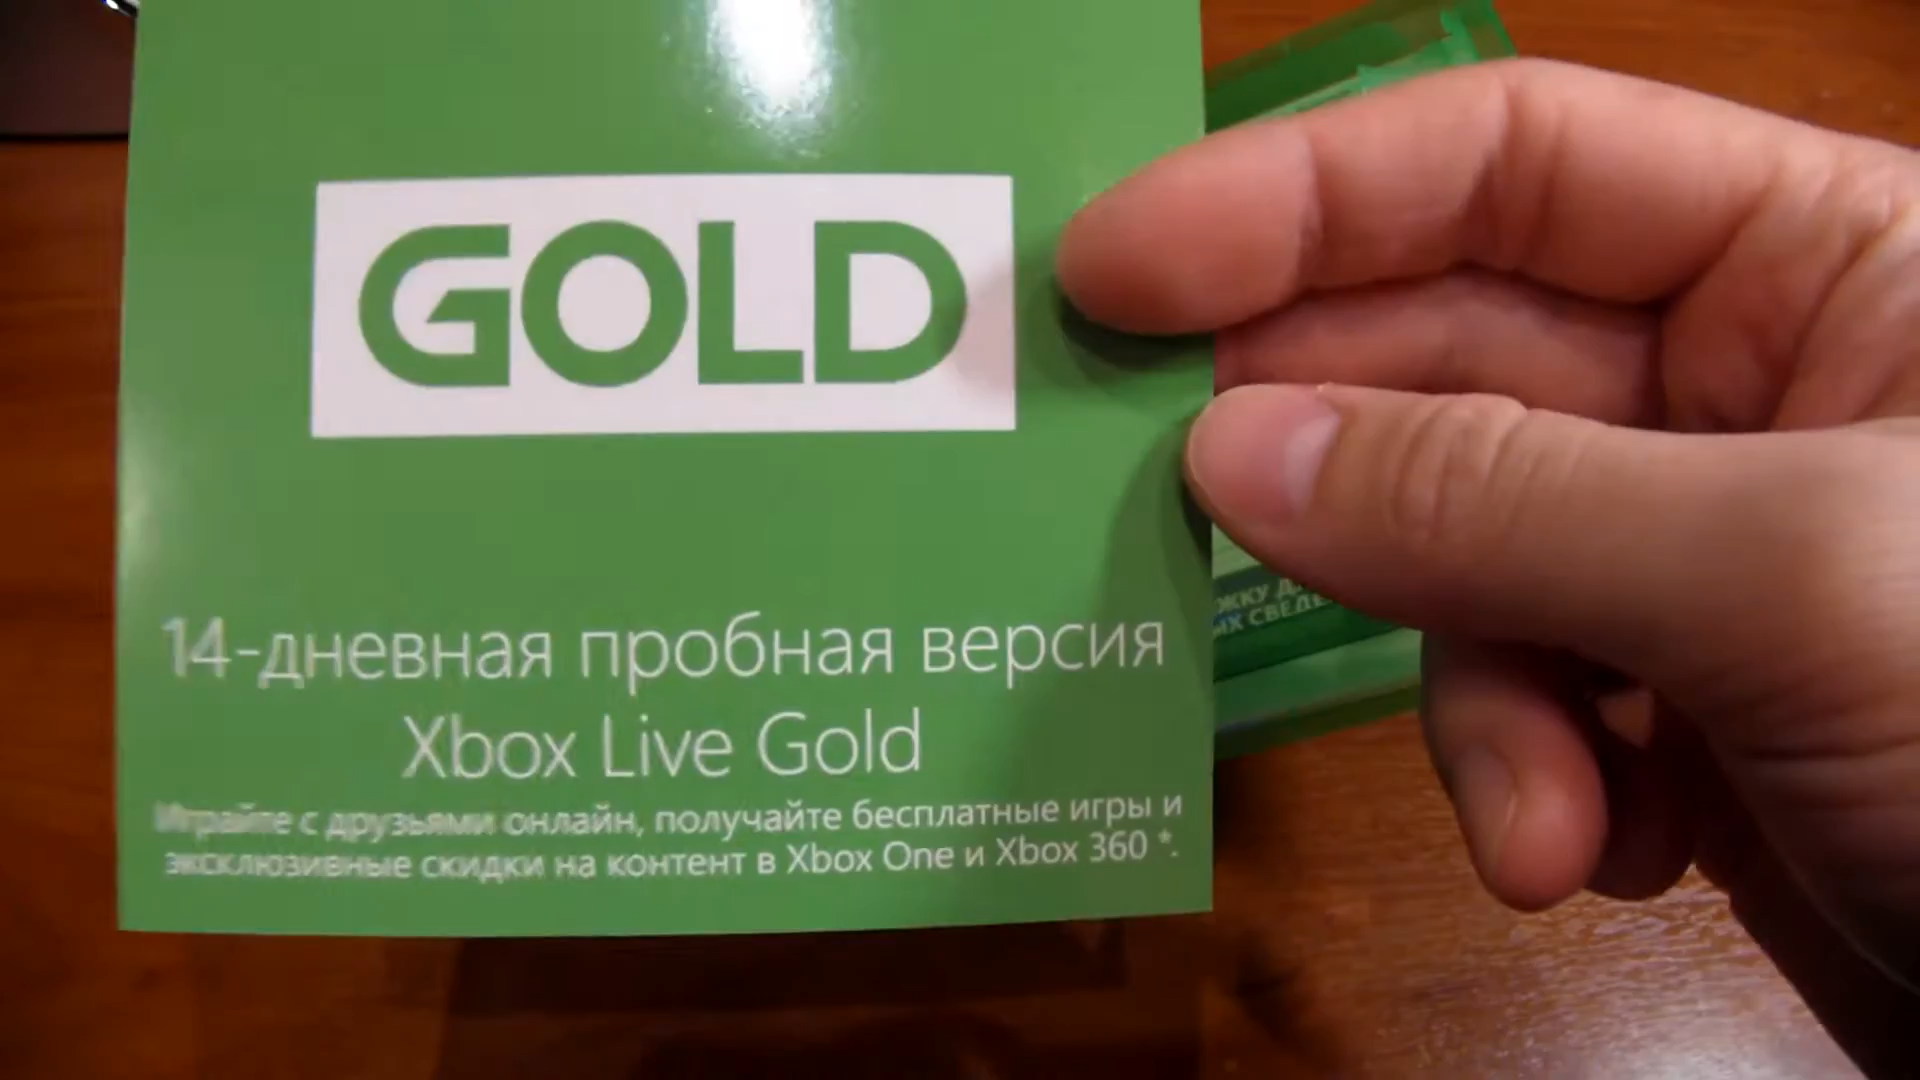 GOLD
14-дневная пробная версия
Xbox Live Gold
Играйте с друзьями онлайн, получайте бесплатные игры и
эксклюзивные скидки на контент в Xbox One и Xbox 360 *.